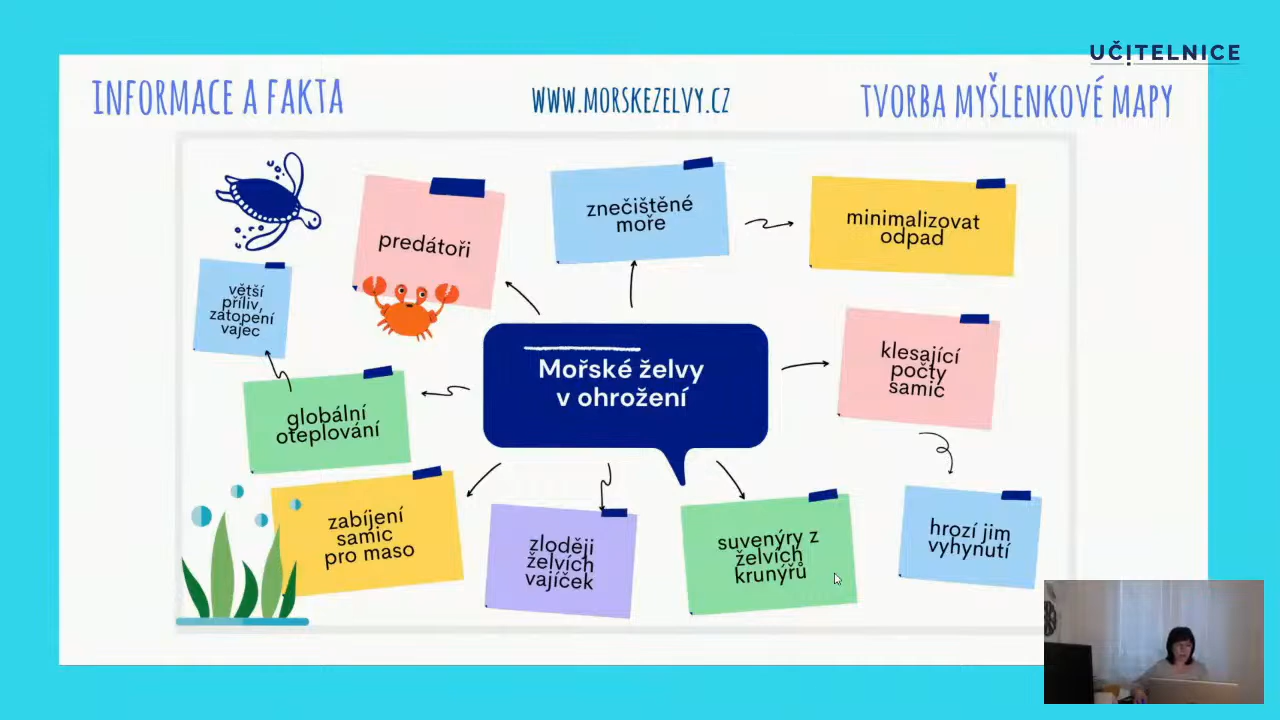 UČITELNICE
INFORMACE A FAKTA
WWW.MORSKEZELVY.CZ
TVORBA MYŠLENKOVÉ MAPY
predátoři
znečištěné
moře
minimalizovat
odpad
větší
příliv,
zátopení
vajec
Mořské želvy
v ohrožení
klesající
počty
samic
globální
oteplování
zabíjení
samic
pro maso
zloději
želvích
vajíček
suvenýry z
želvích
krunýřů
hrozí jim
vyhynutí